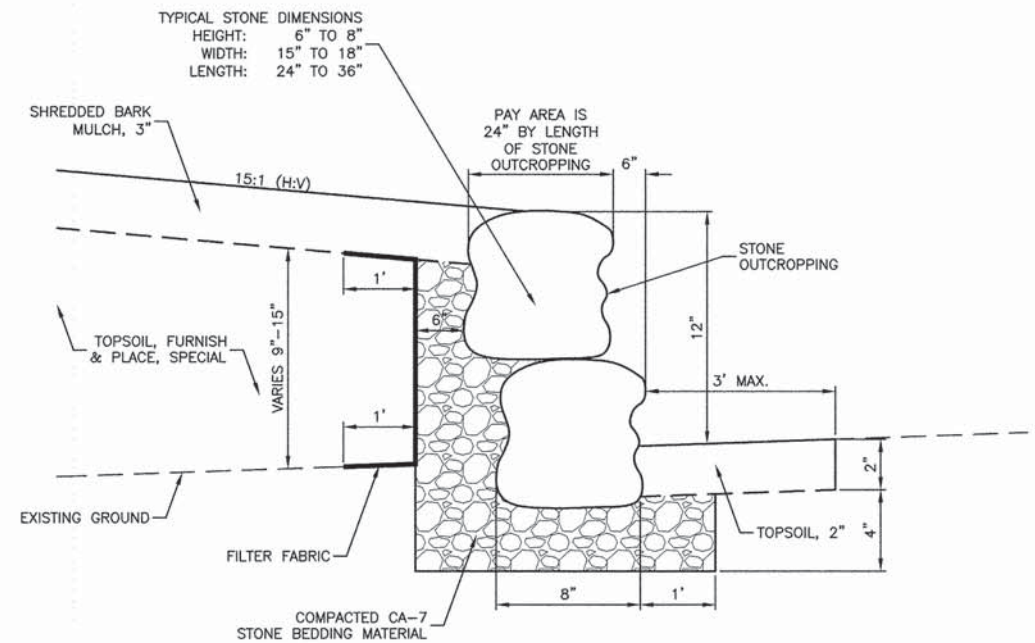 TYPICAL STONE DIMENSIONS
HEIGHT: 6" TO 8"
WIDTH: 15" TO 18"
LENGTH: 24" TO 36"
SHREDDED BARK
MULCH, 3"
PAY AREA IS
24" BY LENGTH
OF STONE
OUTCROPPING
6"
15:1 (H:V)
STONE
OUTCROPPING
1'
6"
12"
TOPSOIL, FURNISH
& PLACE, SPECIAL
VARIES 9"-15"
3' MAX.
1'
2"
EXISTING GROUND
TOPSOIL, 2"
4"
FILTER FABRIC
8"
1'
COMPACTED CA-7
STONE BEDDING MATERIAL